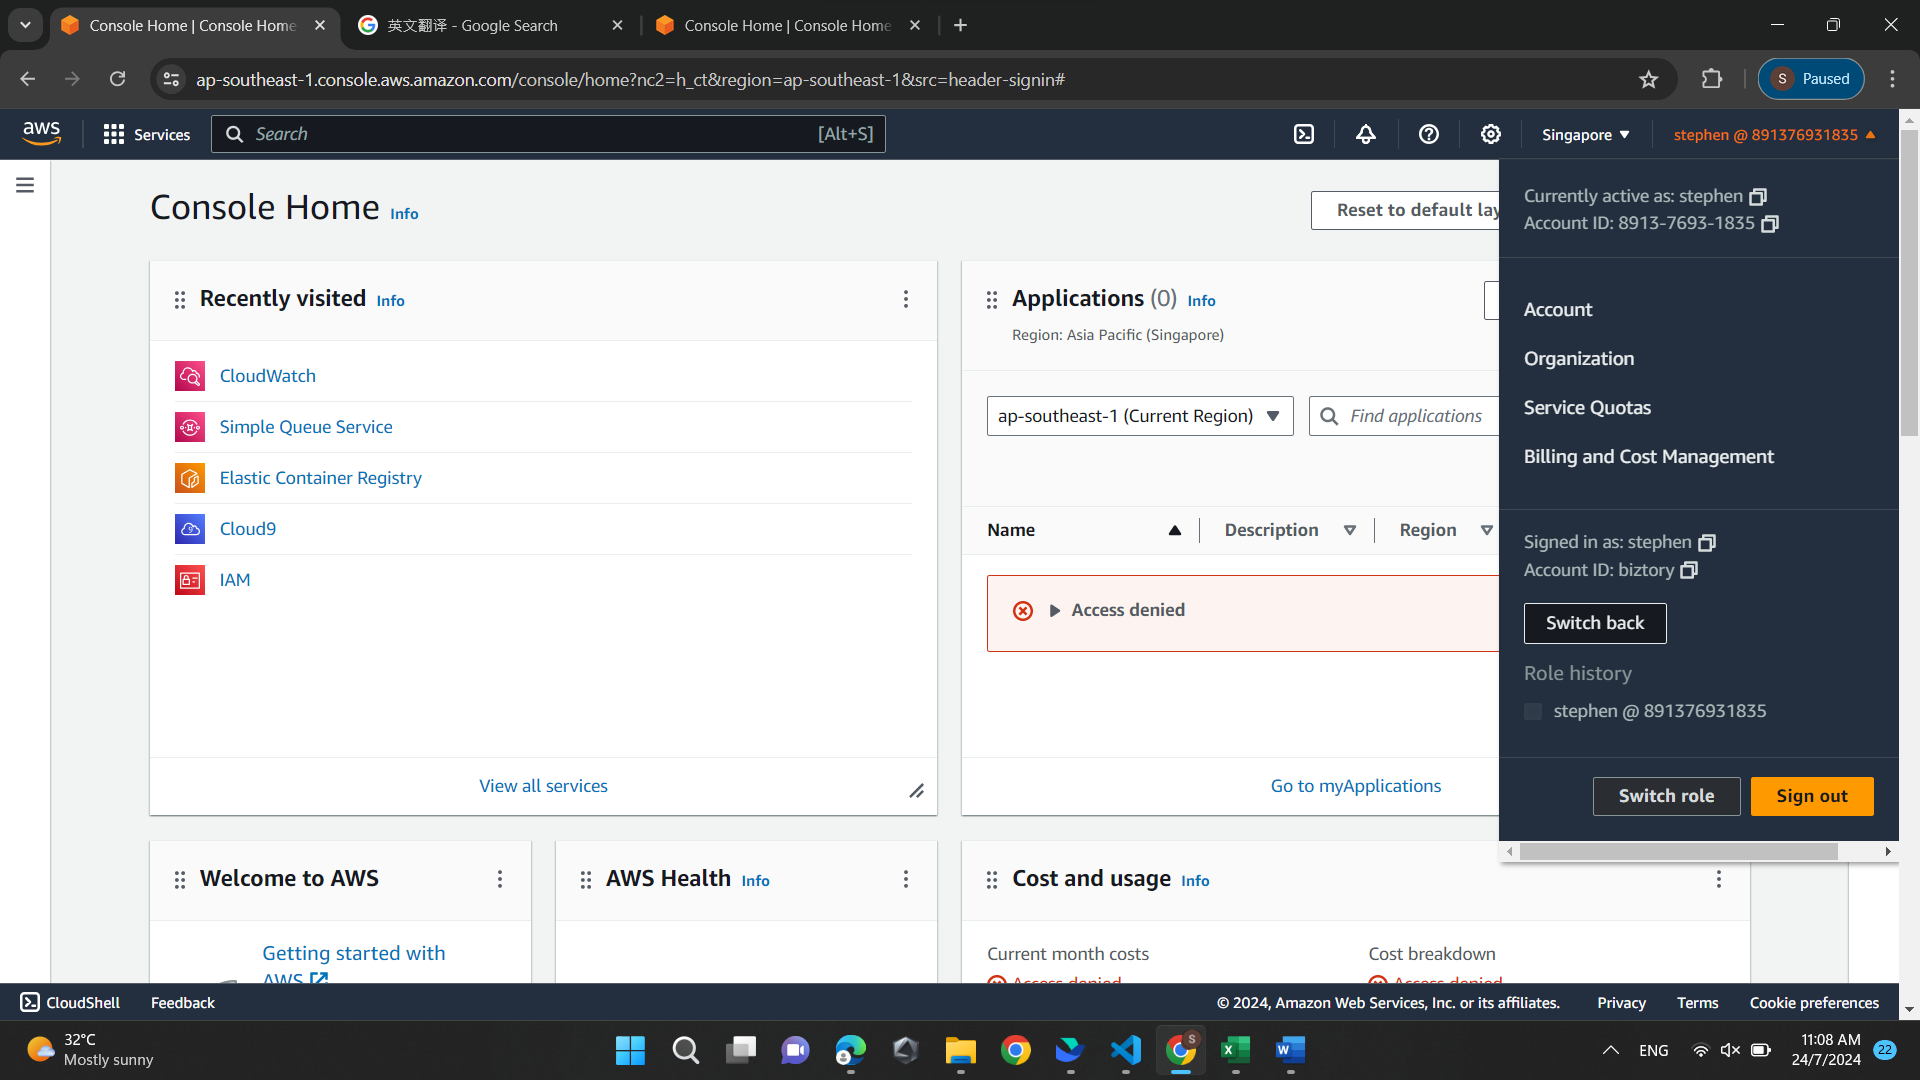 Console Home | Console Home
英文翻译 - Google Search
Console Home | Console Home
ap-southeast-1.console.aws.amazon.com/console/home?nc2=h_ct&region=ap-southeast-1&src=header-signin#
S Paused
aws
Services
Search
[Alt+S]
Singapore
stephen @ 891376931835
Console Home Info
Reset to default lay
Currently active as: stephen
Account ID: 8913-7693-1835
Account
Organization
Service Quotas
Billing and Cost Management
Signed in as: stephen
Account ID: biztory
Switch back
Role history
stephen @ 891376931835
Switch role
Sign out
Recently visited Info
CloudWatch
Simple Queue Service
Elastic Container Registry
Cloud9
IAM
View all services
Applications (0) Info
Region: Asia Pacific (Singapore)
ap-southeast-1 (Current Region)
Find applications
Name
Description
Region
Access denied
Go to myApplications
Welcome to AWS
Getting started with
AWS
AWS Health Info
Cost and usage Info
Current month costs
Access denied
Cost breakdown
Access denied
CloudShell
Feedback
© 2024, Amazon Web Services, Inc. or its affiliates.
Privacy
Terms
Cookie preferences
32°C
Mostly sunny
S
ENG
11:08 AM
24/7/2024
22